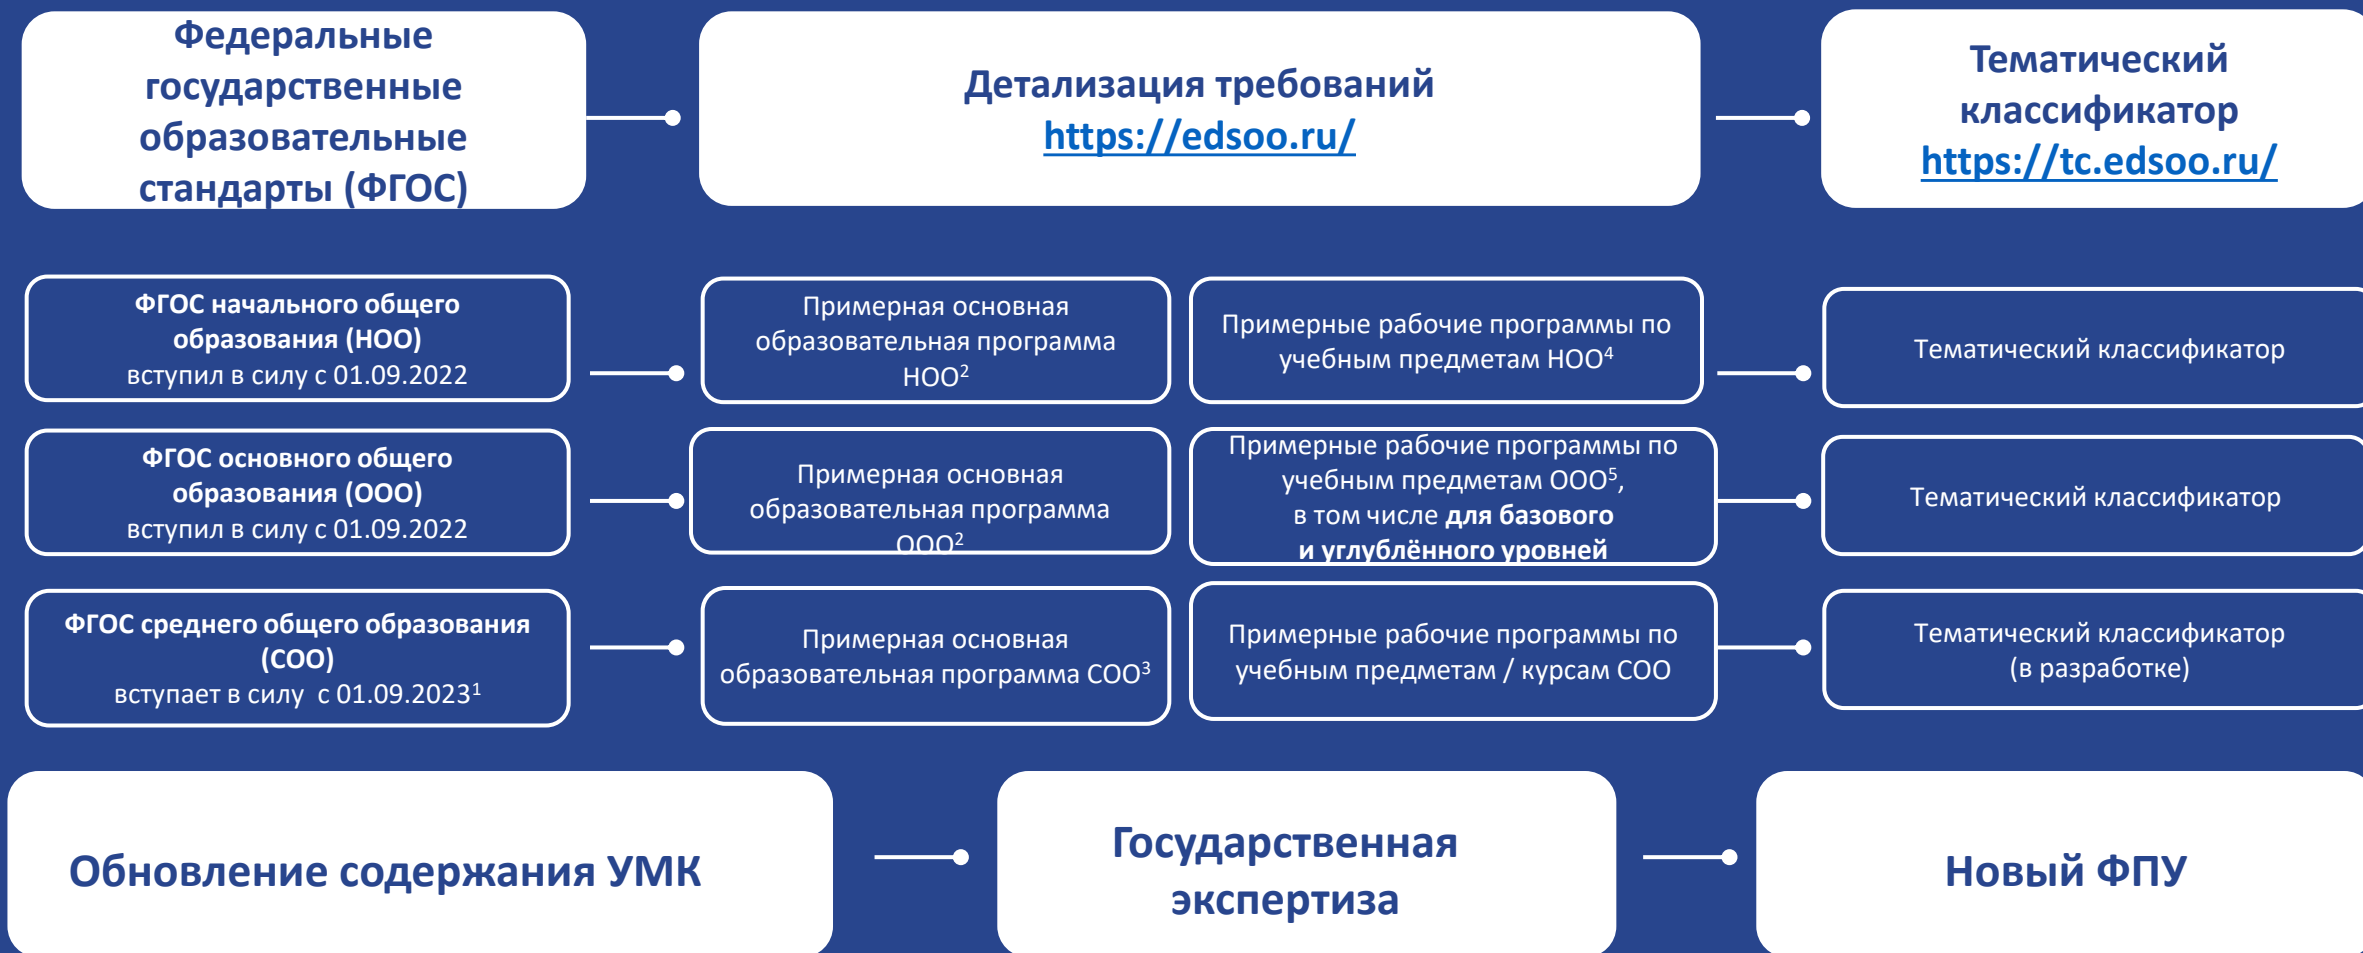 Федеральные
государственные
образовательные
стандарты (ФГОС)
Детализация требований
https://edsoo.ru/
Тематический
классификатор
https://tc.edsoo.ru/
ФГОС начального общего
образования (НОО)
вступил в силу с 01.09.2022
Примерная основная
образовательная программа
НОО²
Примерные рабочие программы по
учебным предметам НОО⁴
Тематический классификатор
ФГОС основного общего
образования (ООО)
вступил в силу с 01.09.2022
Примерная основная
образовательная программа
ООО²
Примерные рабочие программы по
учебным предметам ООО⁵,
в том числе для базового
и углублённого уровней
Тематический классификатор
ФГОС среднего общего образования
(СОО)
вступает в силу с 01.09.2023¹
Примерная основная
образовательная программа СОО³
Примерные рабочие программы по
учебным предметам / курсам СОО
Тематический классификатор
(в разработке)
Обновление содержания УМК
Государственная
экспертиза
Новый ФПУ